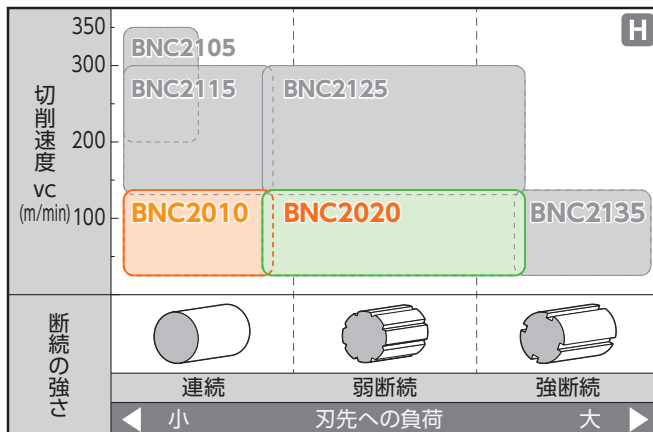 H
350
300
200
100
切削速度
vc
(m/min)
BNC2105
BNC2115
BNC2125
BNC2010
BNC2020
BNC2135
断続の強さ
連続
弱断続
強断続
◀ 小 刃先への負荷 大 ▶